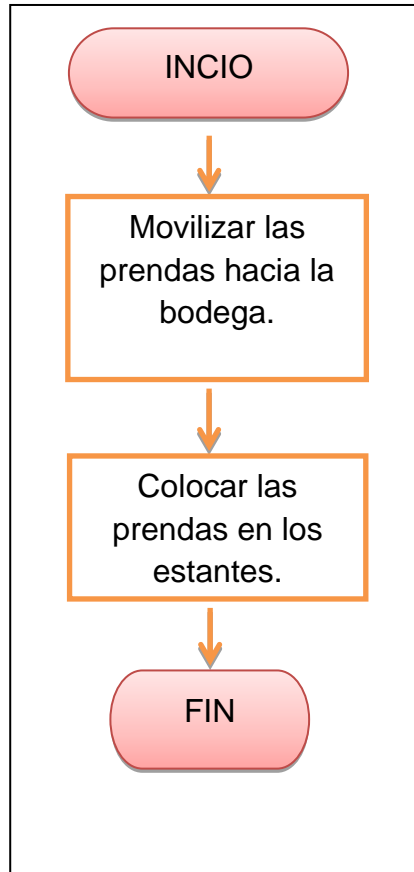 INCIO
Movilizar las
prendas hacia la
bodega.
Colocar las
prendas en los
estantes.
FIN